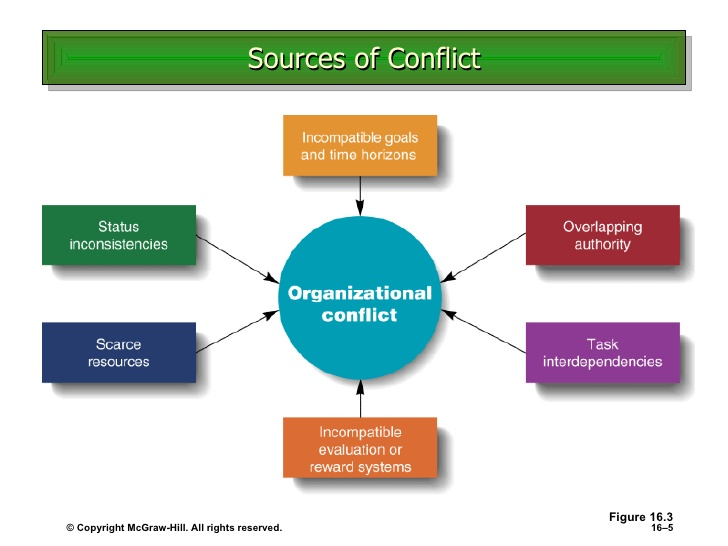 Sources of Conflict
Incompatible goals
and time horizons
Status
inconsistencies
Overlapping
authority
Organizational
conflict
Scarce
resources
Task
interdependencies
Incompatible
evaluation or
reward systems
Figure 16.3
© Copyright McGraw-Hill. All rights reserved.
16–5